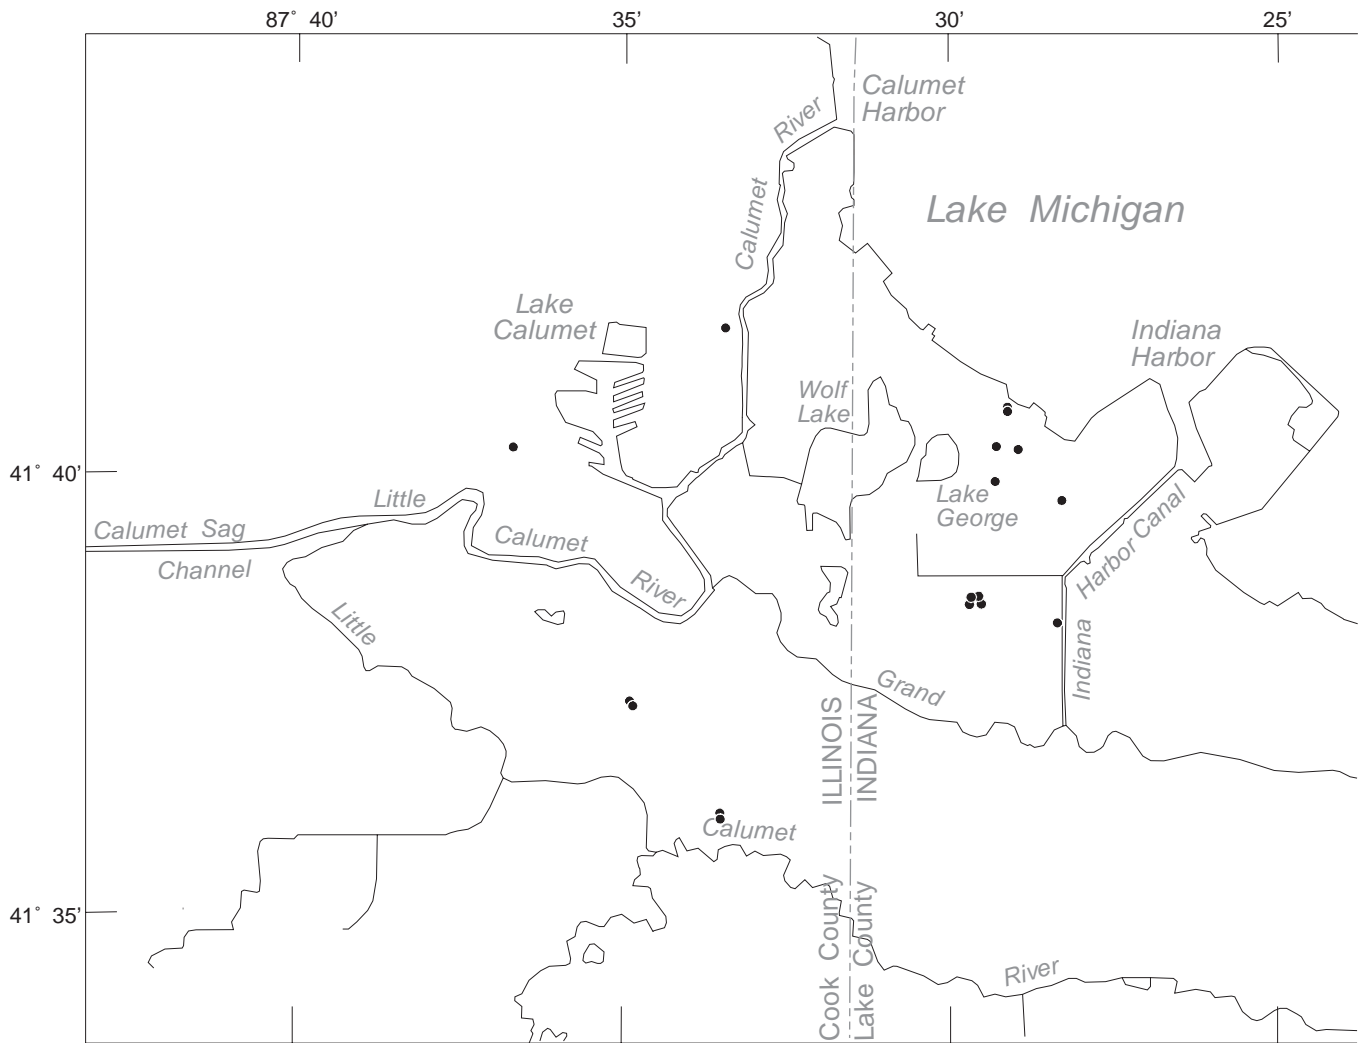 87° 40’
35’
30’
25’
Calumet
Harbor
River
Calumet
Lake Michigan
Lake
Calumet
Indiana
Harbor
Wolf
Lake
41° 40’
Little
Lake
George
Calumet Sag
Channel
Calumet
River
Harbor Canal
Indiana
Little
Grand
ILLINOIS
INDIANA
Calumet
Cook County
Lake County
41° 35’
River